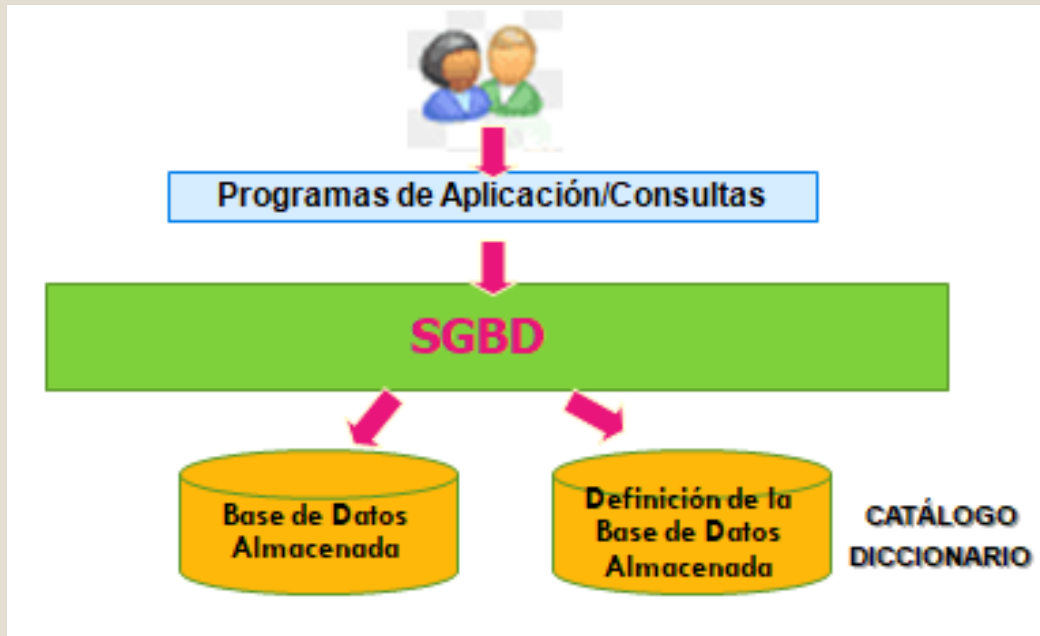 Programas de Aplicación/Consultas
SGBD
Base de Datos
Almacenada
Definición de la
Base de Datos
Almacenada
CATÁLOGO
DICCIONARIO